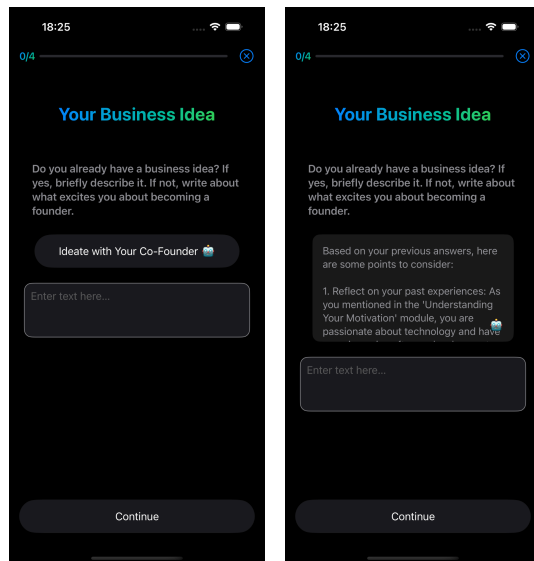 18:25
0/4
Your Business Idea
Do you already have a business idea? If
yes, briefly describe it. If not, write about
what excites you about becoming a
founder.
Ideate with Your Co-Founder
Enter text here...
Continue
18:25
0/4
Your Business Idea
Do you already have a business idea? If
yes, briefly describe it. If not, write about
what excites you about becoming a
founder.
Based on your previous answers, here
are some points to consider:
1. Reflect on your past experiences: As
you mentioned in the 'Understanding
Your Motivation' module, you are
passionate about technology and have
Enter text here...
Continue